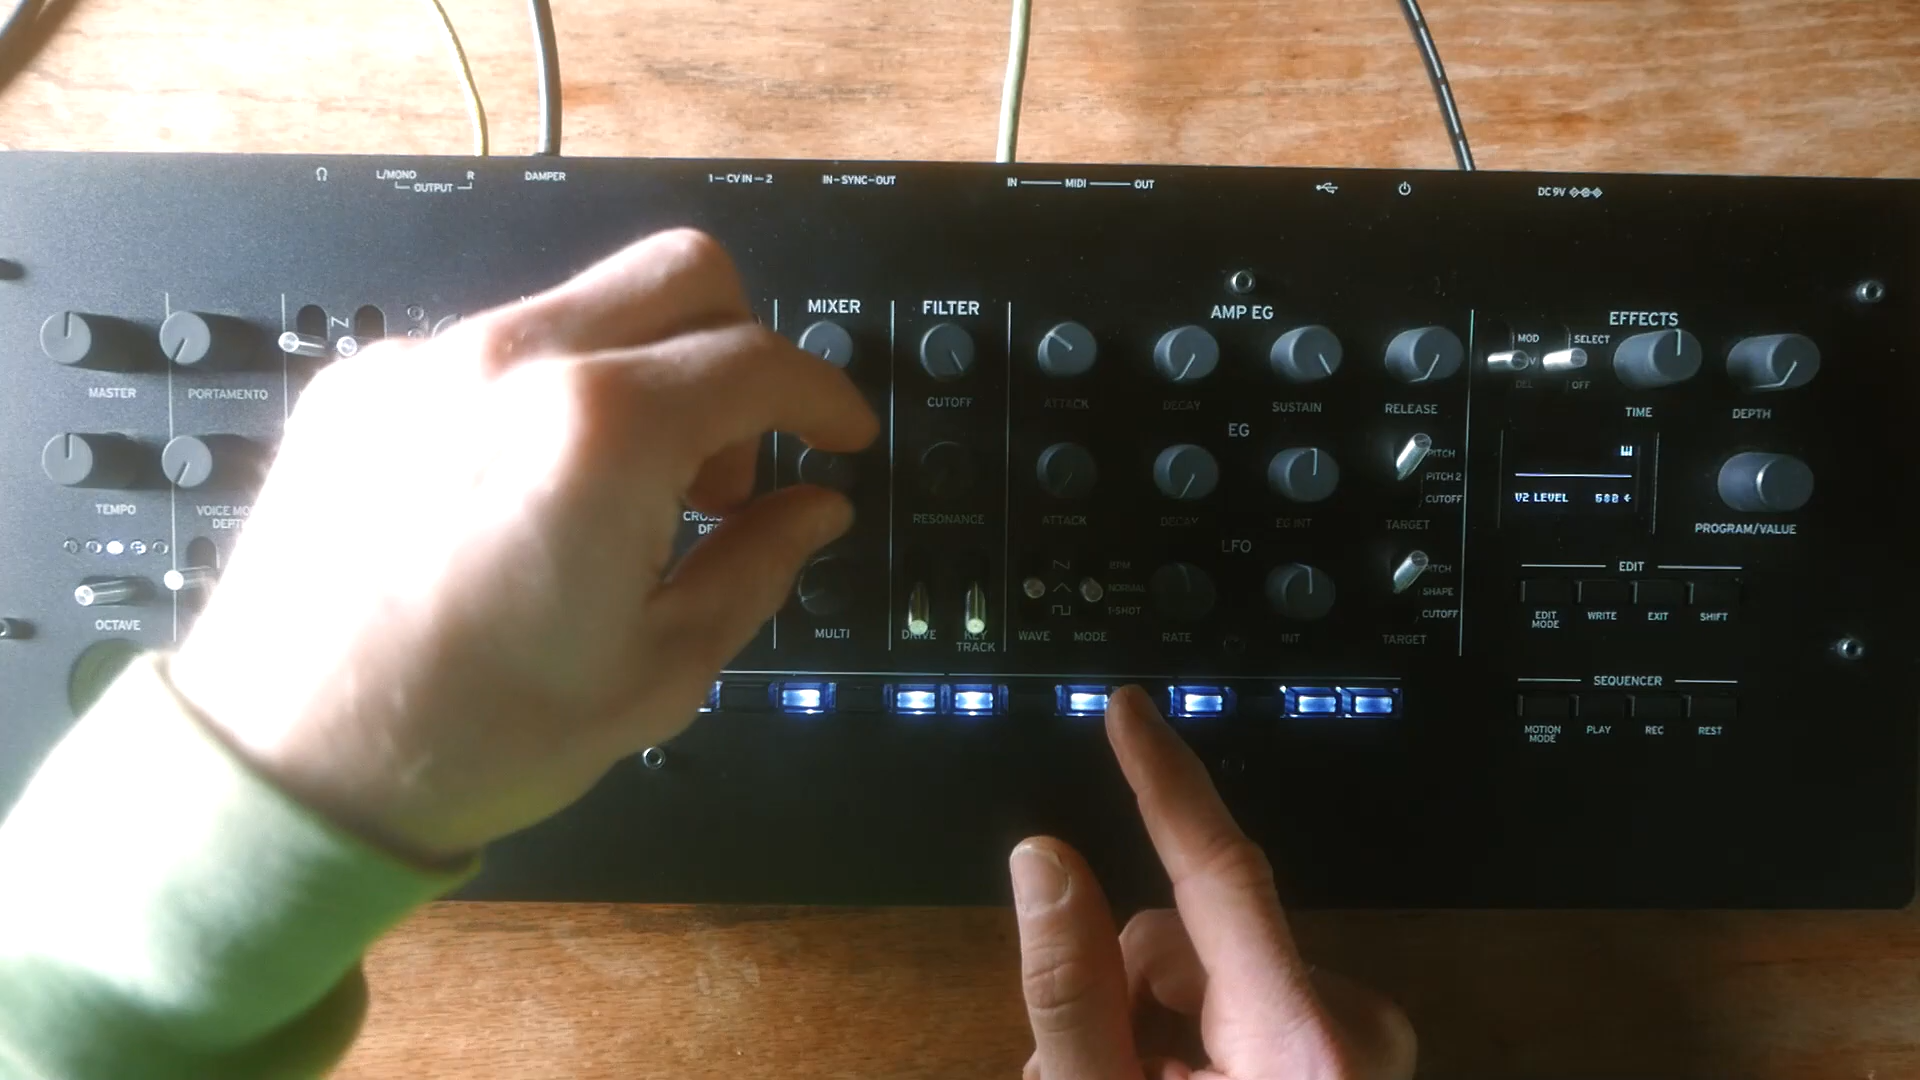 L/MONO
R
OUTPUT
DAMPER
1—CV IN—2
IN—SYNC—OUT
IN — MIDI — OUT
DC 9V
MIXER
FILTER
AMP EG
EFFECTS
MOD
SELECT
DEL
OFF
MASTER
PORTAMENTO
CUTOFF
ATTACK
DECAY
SUSTAIN
RELEASE
TIME
DEPTH
EG
PITCH
PITCH 2
CUTOFF
V2 LEVEL
TEMPO
RESONANCE
ATTACK
DECAY
EG INT
TARGET
PROGRAM/VALUE
LFO
BPM
NORMAL
1-SHOT
PITCH
SHAPE
CUTOFF
EDIT
OCTAVE
MULTI
DRIVE
KEY
TRACK
WAVE
MODE
RATE
INT
TARGET
EDIT
MODE
WRITE
EXIT
SHIFT
SEQUENCER
MOTION
MODE
PLAY
REC
REST